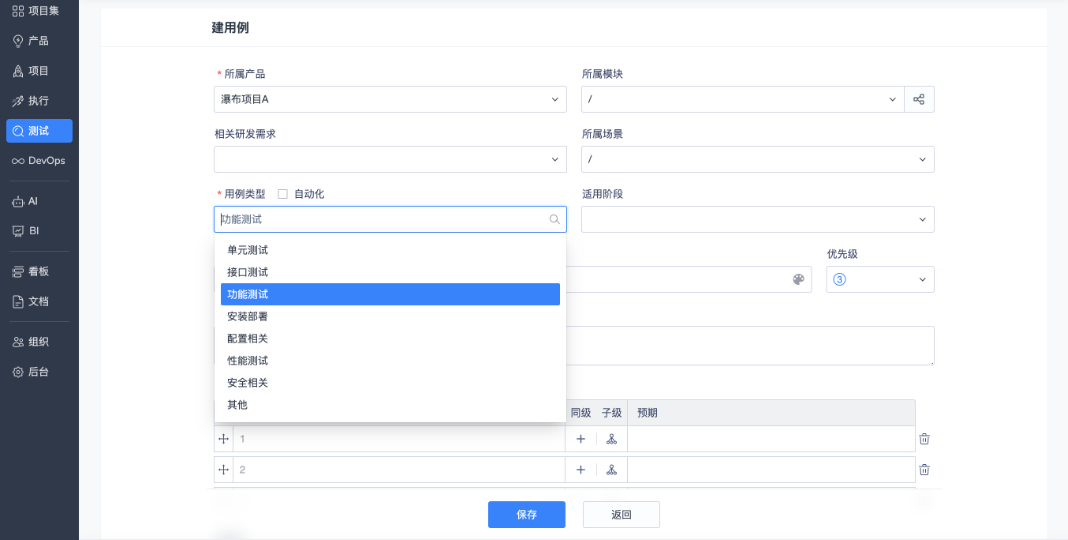 项目集
产品
项目
执行
测试
DevOps
AI
BI
看板
文档
组织
后台
建用例
* 所属产品
所属模块
瀑布项目A
/
相关研发需求
所属场景
/
* 用例类型 自动化
适用阶段
功能测试
单元测试
接口测试
功能测试
安装部署
配置相关
性能测试
安全相关
其他
优先级
3
同级 子级 预期
1
2
保存
返回